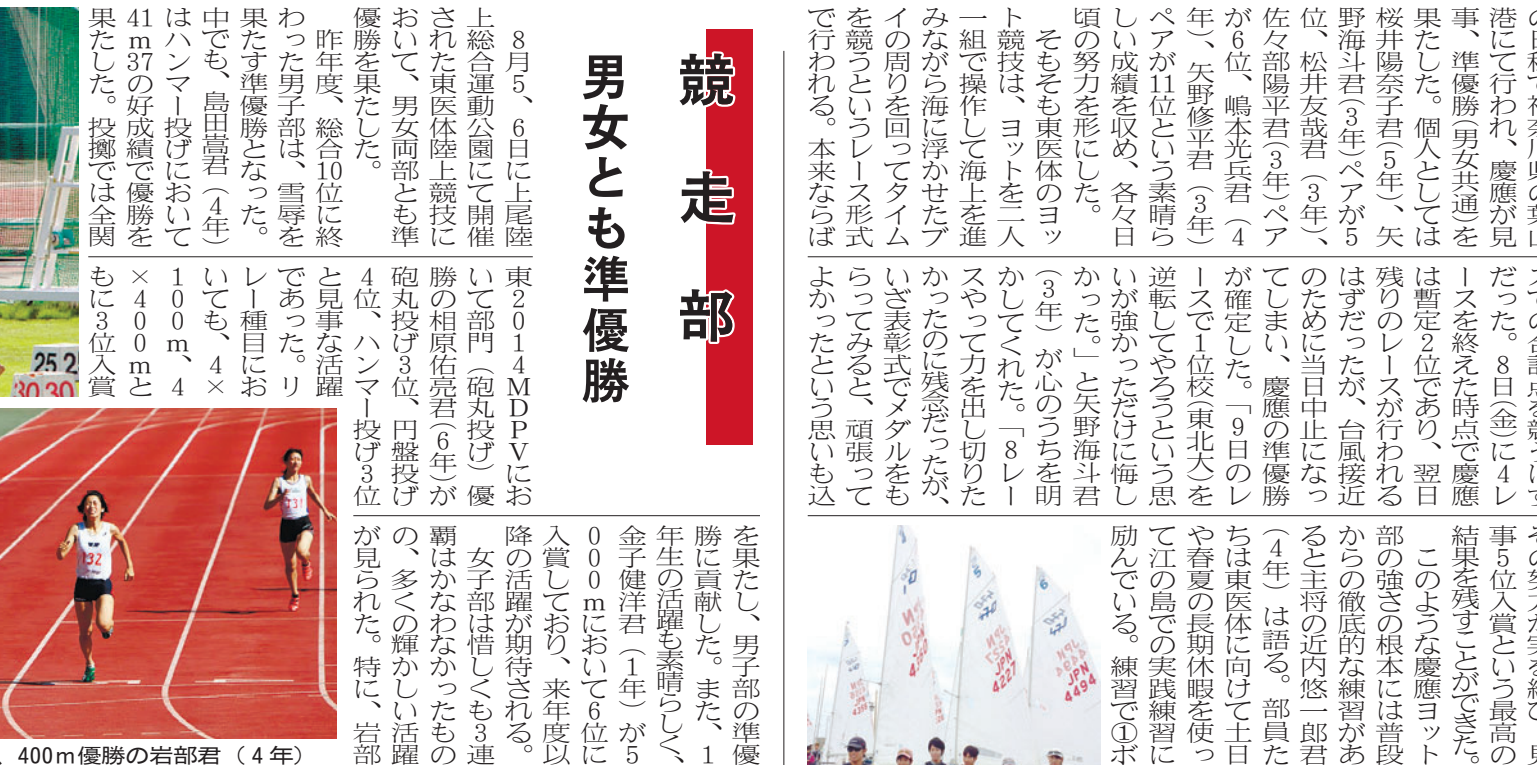 の日程で神奈川県の葉山
港にて行われ、慶應が見
事、準優勝(男女共通)を
果たした。個人としては
桜井陽奈子君(5年)、矢
野海斗君(3年)ペアが5
位、松井友哉君(3年)、
佐々部陽平君(3年)ペア
が6位、嶋本光兵君(4
年)、矢野修平君(3年)
ペアが11位という素晴ら
しい成績を収め、各々日
頃の努力を形にした。
そもそも東医体のヨッ
ト競技は、ヨットを二人
一組で操作して海上を進
みながら海に浮かせたブ
イの周りを回ってタイム
を競うというレース形式
で行われる。本来ならば
だった。8日(金)に4レ
ースを終えた時点で慶應
は暫定2位であり、翌日
残りのレースが行われる
はずだったが、台風接近
のために当日中止になっ
てしまい、慶應の準優勝
が確定した。「9日のレ
ースで1位校(東北大)を
逆転してやろうという思
いが強かっただけに悔し
かった。」と矢野海斗君
(3年)が心のうちを明
かしてくれた。「8レー
スやって力を出し切りた
かったのに残念だったが、
いざ表彰式でメダルをも
らってみると、頑張って
よかったという思いも込
事5位入賞という最高の
結果を残すことができた。
このような慶應ヨット
部の強さの根本には普段
からの徹底的な練習があ
ると主将の近内悠一郎君
(4年)は語る。部員た
ちは東医体に向けて土日
や春夏の長期休暇を使っ
て江の島での実践練習に
励んでいる。練習で①ボ
競走部
男女とも準優勝
8月5、6日に上尾陸
上総合運動公園にて開催
された東医体陸上競技に
おいて、男女両部とも準
優勝を果たした。
昨年度、総合10位に終
わった男子部は、雪辱を
果たす準優勝となった。
中でも、島田嵩君(4年)
はハンマー投げにおいて
41m37の好成績で優勝を
果たした。投擲では全関
東2014MDPVにお
いて部門(砲丸投げ)優
勝の相原佑亮君(6年)が
砲丸投げ3位、円盤投げ
4位、ハンマー投げ3位
と見事な活躍
であった。リ
レー種目にお
いても、4×
100m、4
×400mと
もに3位入賞
を果たし、男子部の準優
勝に貢献した。また、1
年生の活躍も素晴らしく、
金子健洋君(1年)が5
000mにおいて6位に
入賞しており、来年度以
降の活躍が期待される。
女子部は惜しくも3連
覇はかなわなかったもの
の、多くの輝かしい活躍
が見られた。特に、岩部
400m優勝の岩部君(4年)
132
131
25 2
30 30
JPN
4227
JPN
4494